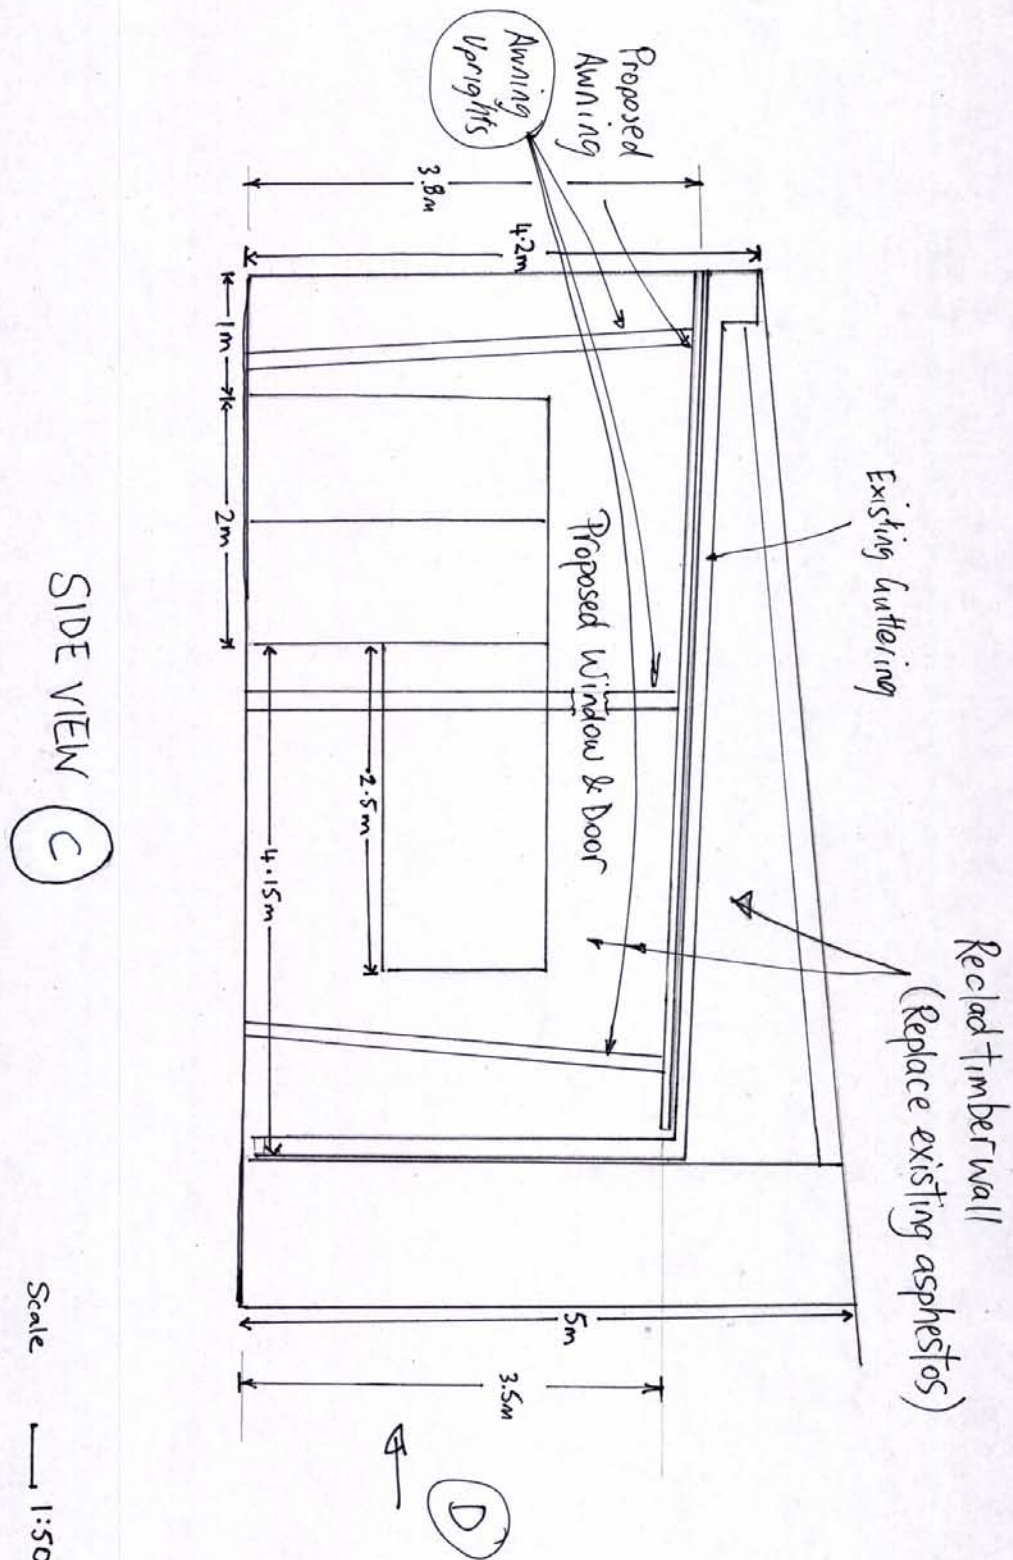 Reclad timber wall
(Replace existing asphestos)
Existing Guttering
Proposed
Awning
Awning
Uprights
Proposed Window & Door
3.8m
4.2m
1m
2m
2.5m
4.15m
5m
3.5m
D
SIDE VIEW C
Scale 1:50